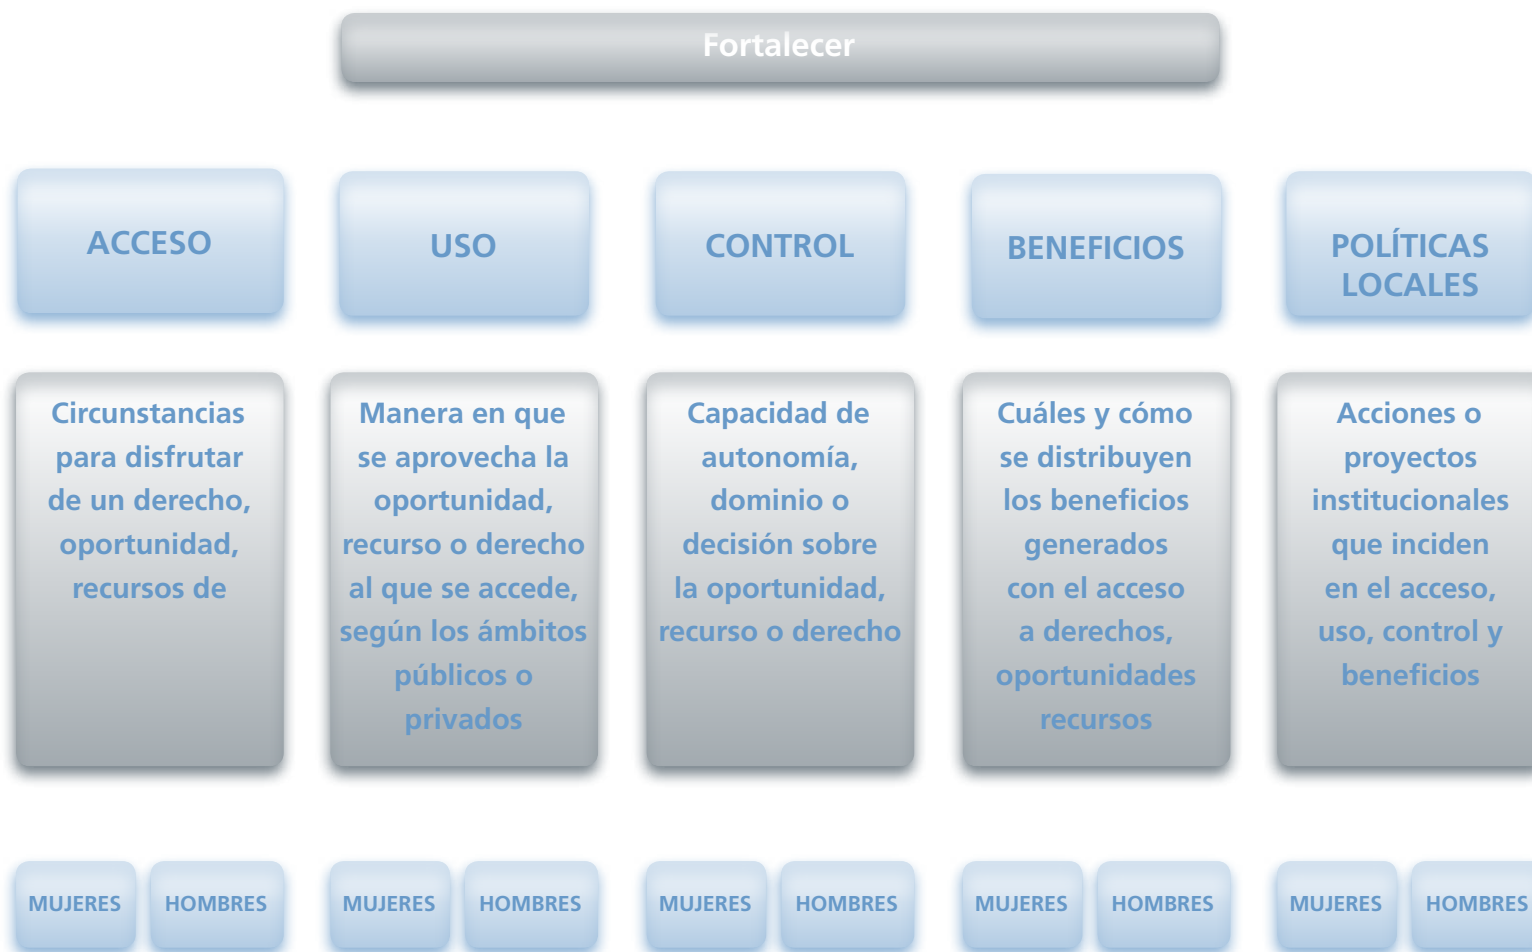 Fortalecer
ACCESO
USO
CONTROL
BENEFICIOS
POLÍTICAS
LOCALES
Circunstancias
para disfrutar
de un derecho,
oportunidad,
recursos de
Manera en que
se aprovecha la
oportunidad,
recurso o derecho
al que se accede,
según los ámbitos
públicos o
privados
Capacidad de
autonomía,
dominio o
decisión sobre
la oportunidad,
recurso o derecho
Cuáles y cómo
se distribuyen
los beneficios
generados
con el acceso
a derechos,
oportunidades
recursos
Acciones o
proyectos
institucionales
que inciden
en el acceso,
uso, control y
beneficios
MUJERES
HOMBRES
MUJERES
HOMBRES
MUJERES
HOMBRES
MUJERES
HOMBRES
MUJERES
HOMBRES